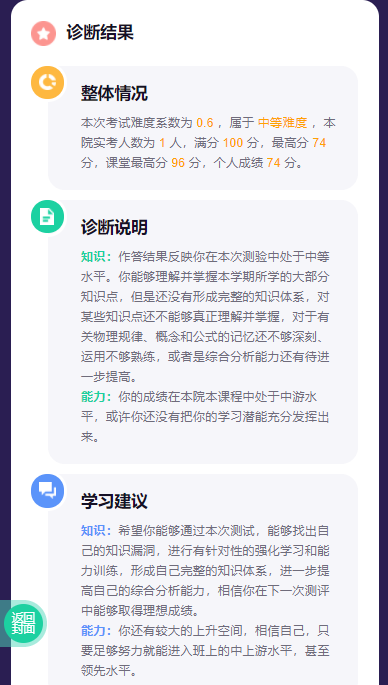 诊断结果
整体情况
本次考试难度系数为 0.6 ，属于 中等难度 ，本
院实考人数为 1 人，满分 100 分，最高分 74
分，课堂最高分 96 分，个人成绩 74 分。
诊断说明
知识：作答结果反映你在本次测验中处于中等
水平。你能够理解并掌握本学期所学的大部分
知识点，但是还没有形成完整的知识体系，对
某些知识点还不能够真正理解并掌握，对于有
关物理规律、概念和公式的记忆还不够深刻、
运用不够熟练，或者是综合分析能力还有待进
一步提高。
能力：你的成绩在本院本课程中处于中游水
平，或许你还没有把你的学习潜能充分发挥出
来。
学习建议
知识：希望你能够通过本次测试，能够找出自
己的知识漏洞，进行有针对性的强化学习和能
力训练，形成自己完整的知识体系，进一步提
高自己的综合分析能力，相信你在下一次测评
中能够取得理想成绩。
能力：你还有较大的上升空间，相信自己，只
要足够努力就能进入班上的中上游水平，甚至
领先水平。